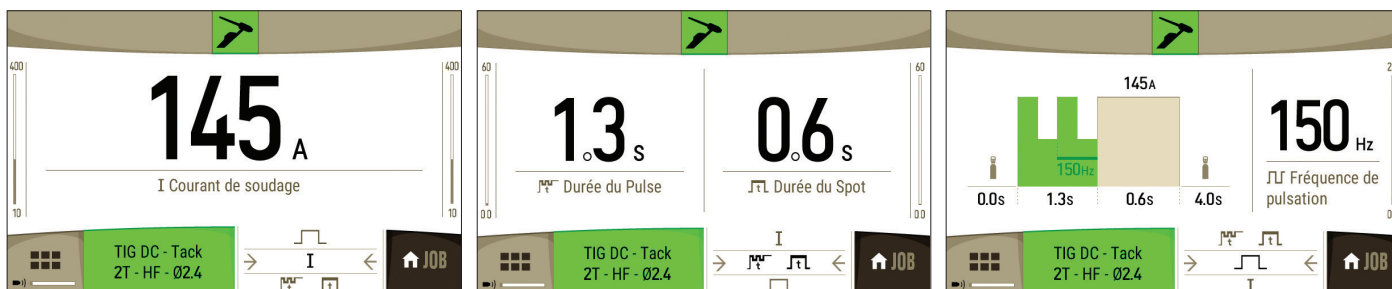 400
400
145 A
I Courant de soudage
10
10
TIG DC - Tack
2T - HF - Ø2.4
I
JOB
60
60
1.3 s
0.6 s
Durée du Pulse
Durée du Spot
0.0
0.0
TIG DC - Tack
2T - HF - Ø2.4
I
JOB
145A
150Hz
0.0s
1.3s
0.6s
4.0s
150 Hz
Fréquence de
pulsation
TIG DC - Tack
2T - HF - Ø2.4
I
JOB